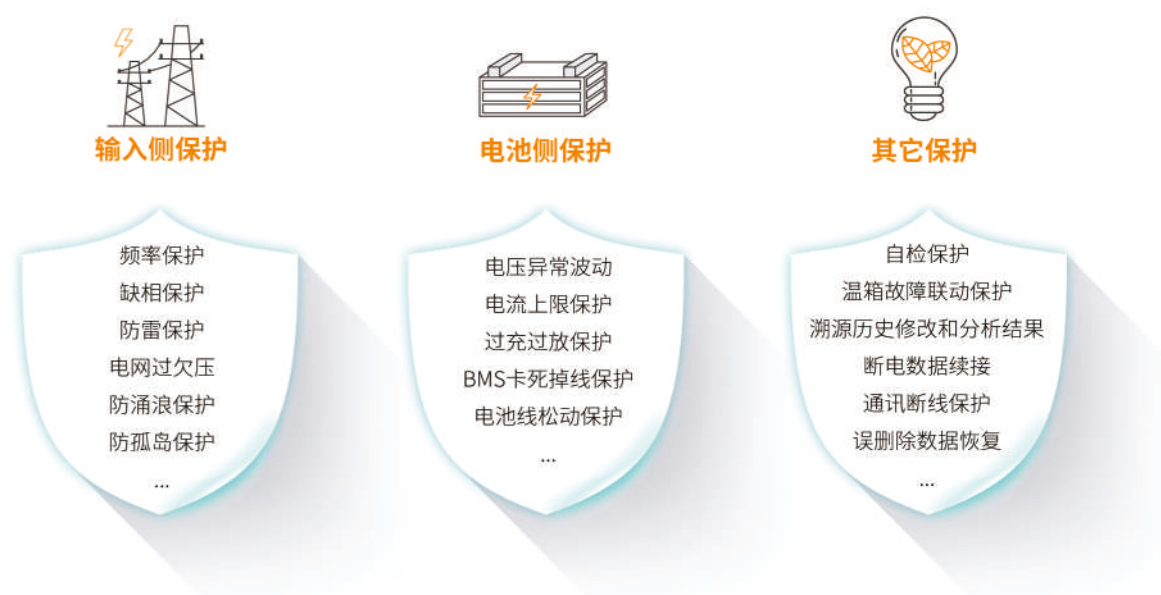 输入侧保护
频率保护
缺相保护
防雷保护
电网过欠压
防涌浪保护
防孤岛保护
...
电池侧保护
电压异常波动
电流上限保护
过充过放保护
BMS卡死掉线保护
电池线松动保护
...
其它保护
自检保护
温箱故障联动保护
溯源历史修改和分析结果
断电数据续接
通讯断线保护
误删除数据恢复
...